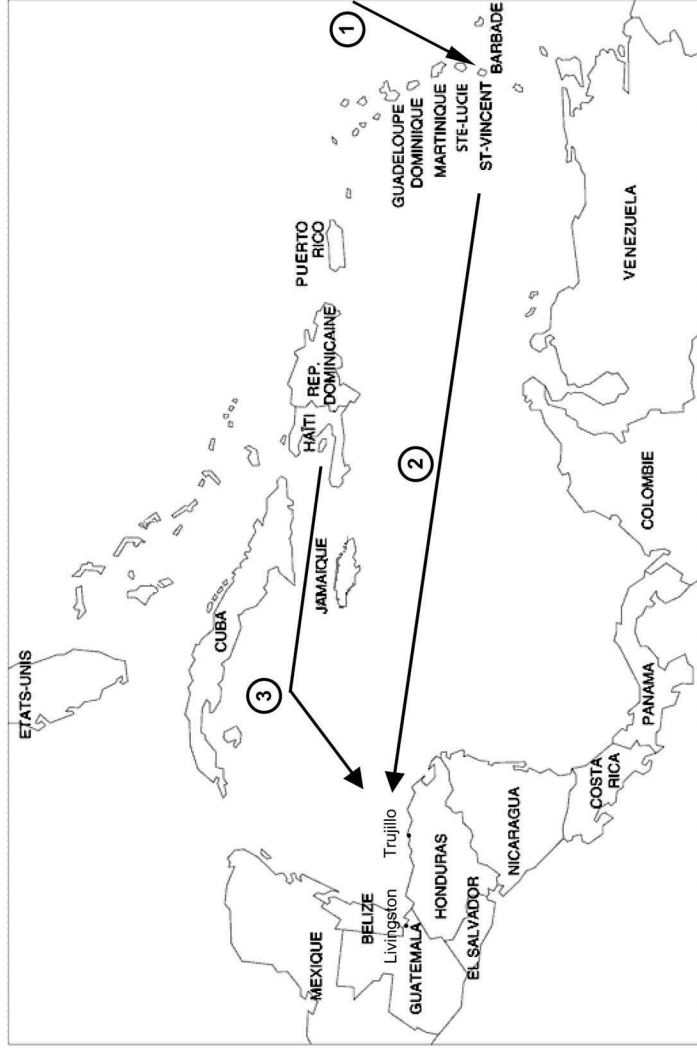 ETATS-UNIS
MEXIQUE
CUBA
HAÏTI
REP.
DOMINICAINE
PUERTO
RICO
JAMAIQUE
1
2
3
GUADELOUPE
DOMINIIQUE
MARTINIQUE
STE-LUCIE
ST-VINCENT
BARBADE
BELIZE
Livingston
GUATEMALA
Trujillo
HONDURAS
EL SALVADOR
NICARAGUA
COSTA
RICA
PANAMA
COLOMBIE
VENEZUELA